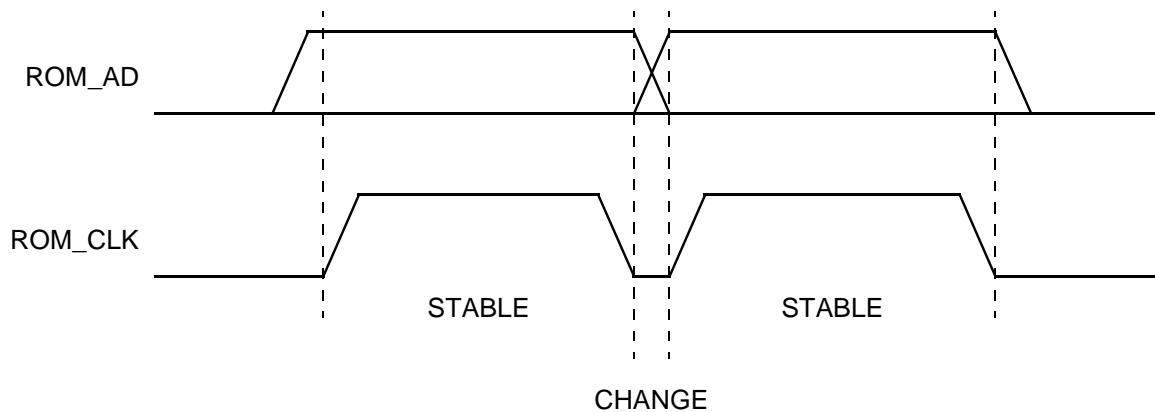 ROM_AD
ROM_CLK
STABLE
STABLE
CHANGE